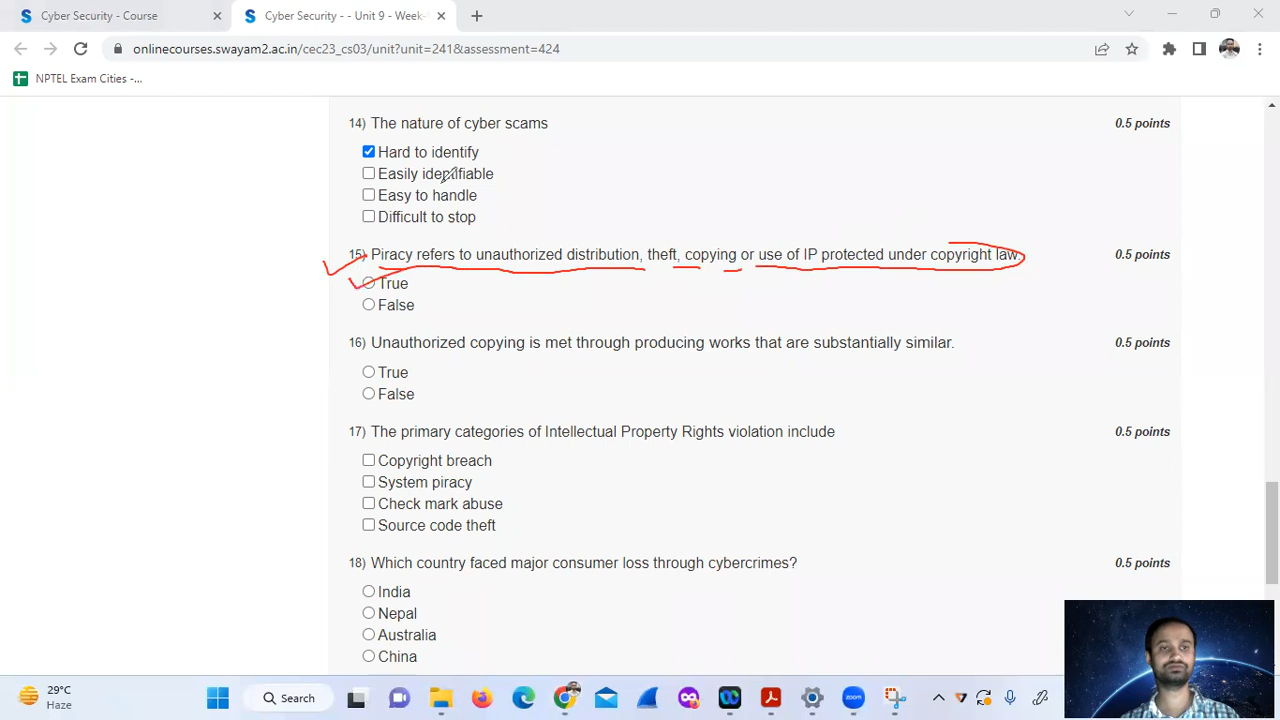 Cyber Security - Course
Cyber Security - - Unit 9 - Week-
onlinecourses.swayam2.ac.in/cec23_cs03/unit?unit=241&assessment=424
NPTEL Exam Cities -...
14) The nature of cyber scams 0.5 points
Hard to identify
Easily identifiable
Easy to handle
Difficult to stop
15) Piracy refers to unauthorized distribution, theft, copying or use of IP protected under copyright law. 0.5 points
True
False
16) Unauthorized copying is met through producing works that are substantially similar. 0.5 points
True
False
17) The primary categories of Intellectual Property Rights violation include 0.5 points
Copyright breach
System piracy
Check mark abuse
Source code theft
18) Which country faced major consumer loss through cybercrimes? 0.5 points
India
Nepal
Australia
China
29°C
Haze
Search
zoom